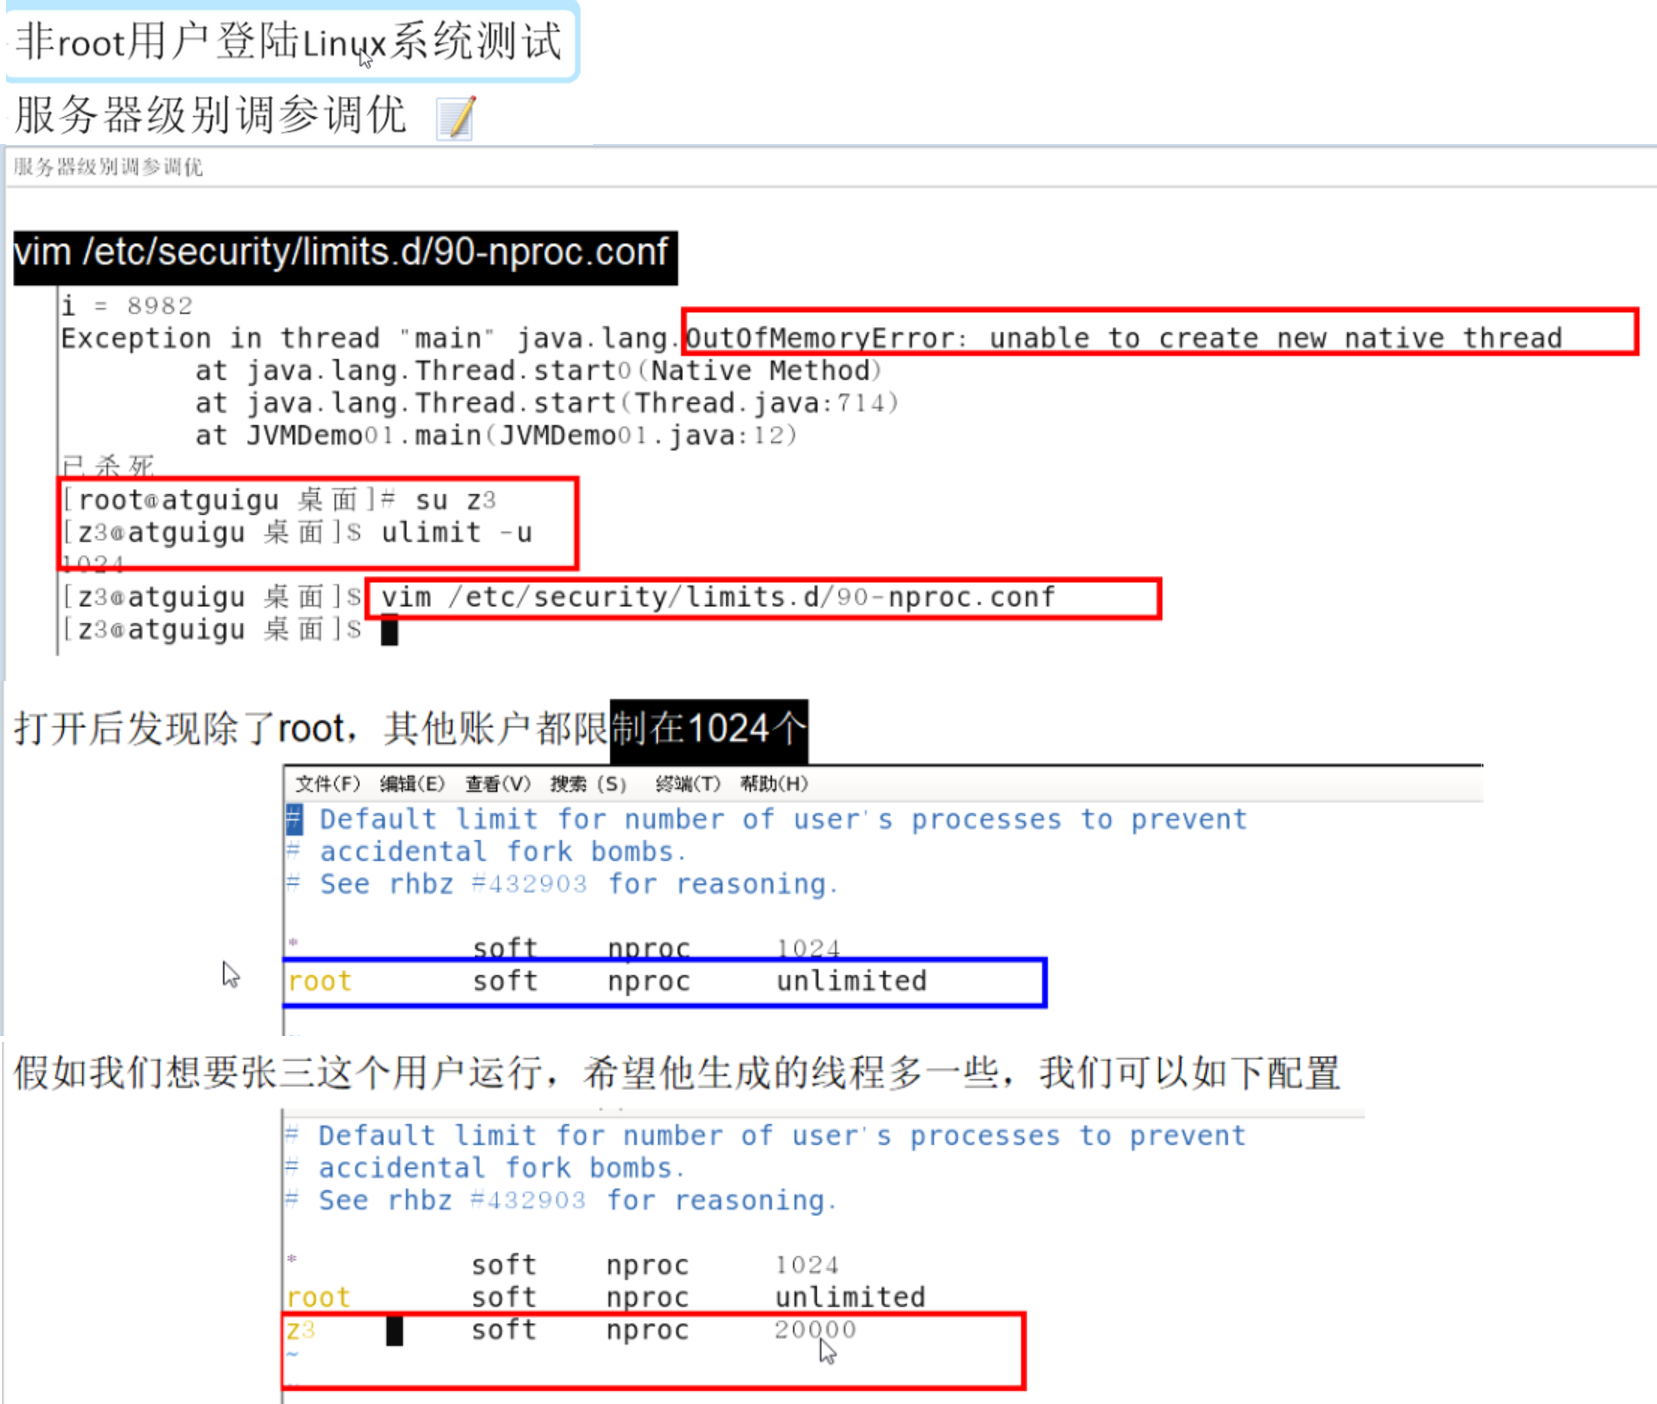 非root用户登陆Linux系统测试
服务器级别调参调优
服务器级别调参调优
vim /etc/security/limits.d/90-nproc.conf
i = 8982
Exception in thread "main" java.lang.OutOfMemoryError: unable to create new native thread
at java.lang.Thread.start0(Native Method)
at java.lang.Thread.start(Thread.java:714)
at JVMDemo01.main(JVMDemo01.java:12)
已杀死
[root@atguigu 桌面]# su z3
[z3@atguigu 桌面]$ ulimit -u
1024
[z3@atguigu 桌面]$ vim /etc/security/limits.d/90-nproc.conf
[z3@atguigu 桌面]$
打开后发现除了root，其他账户都限制在1024个
文件(F) 编辑(E) 查看(V) 搜索 (S) 终端(T) 帮助(H)
# Default limit for number of user's processes to prevent
# accidental fork bombs.
# See rhbz #432903 for reasoning.
* soft nproc 1024
root soft nproc unlimited
假如我们想要张三这个用户运行，希望他生成的线程多一些，我们可以如下配置
# Default limit for number of user's processes to prevent
# accidental fork bombs.
# See rhbz #432903 for reasoning.
* soft nproc 1024
root soft nproc unlimited
z3 soft nproc 20000
~